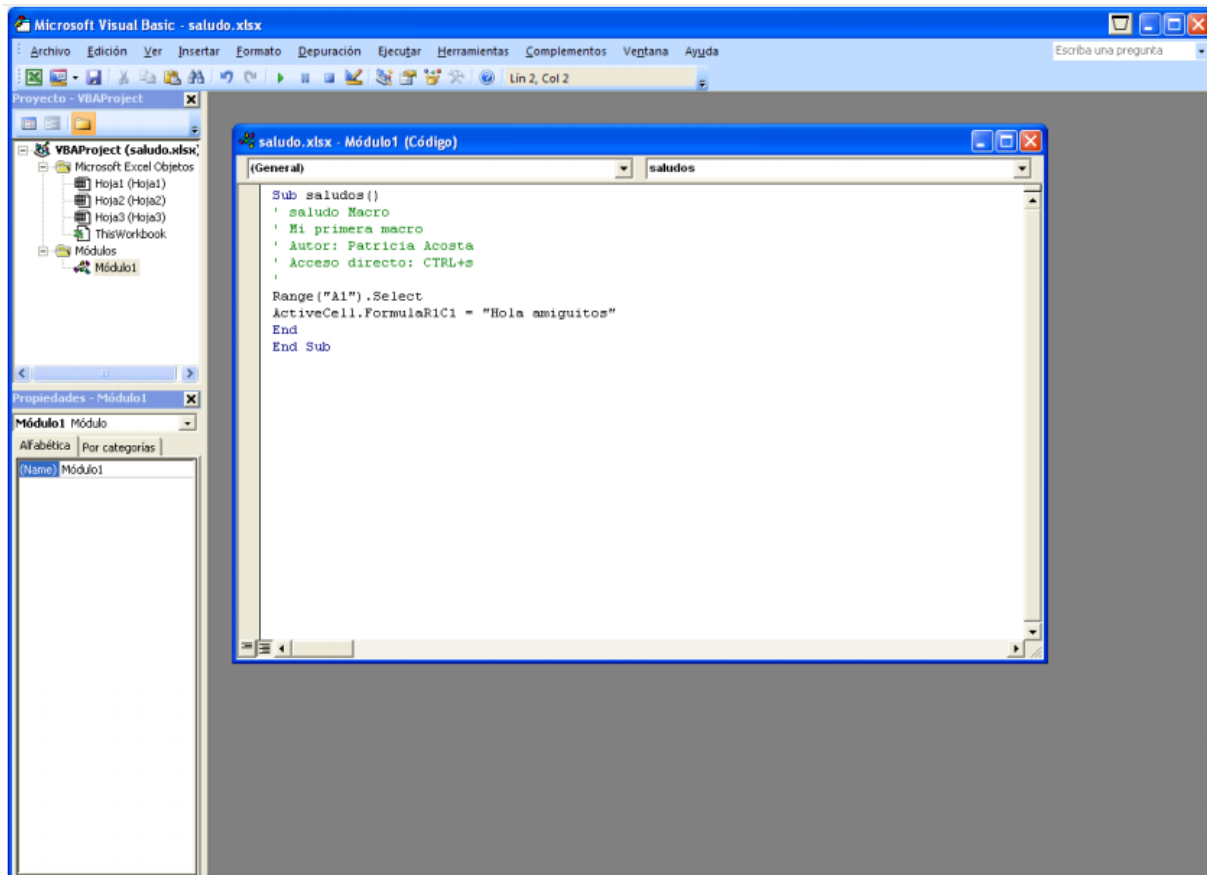 Microsoft Visual Basic - saludo.xlsx
Archivo Edición Ver Insertar Formato Depuración Ejecutar Herramientas Complementos Ventana Ayuda
Escriba una pregunta
Lín 2, Col 2
Proyecto - VBAProject
VBAProject (saludo.xlsx)
Microsoft Excel Objetos
Hoja1 (Hoja1)
Hoja2 (Hoja2)
Hoja3 (Hoja3)
ThisWorkbook
Módulos
Módulo1
Propiedades - Módulo1
Módulo1 Módulo
Alfabética Por categorías
(Name) Módulo1
saludo.xlsx - Módulo1 (Código)
(General) saludos
Sub saludos()
' saludo Macro
' Mi primera macro
' Autor: Patricia Acosta
' Acceso directo: CTRL+s
'
Range("A1").Select
ActiveCell.FormulaR1C1 = "Hola amiguitos"
End
End Sub